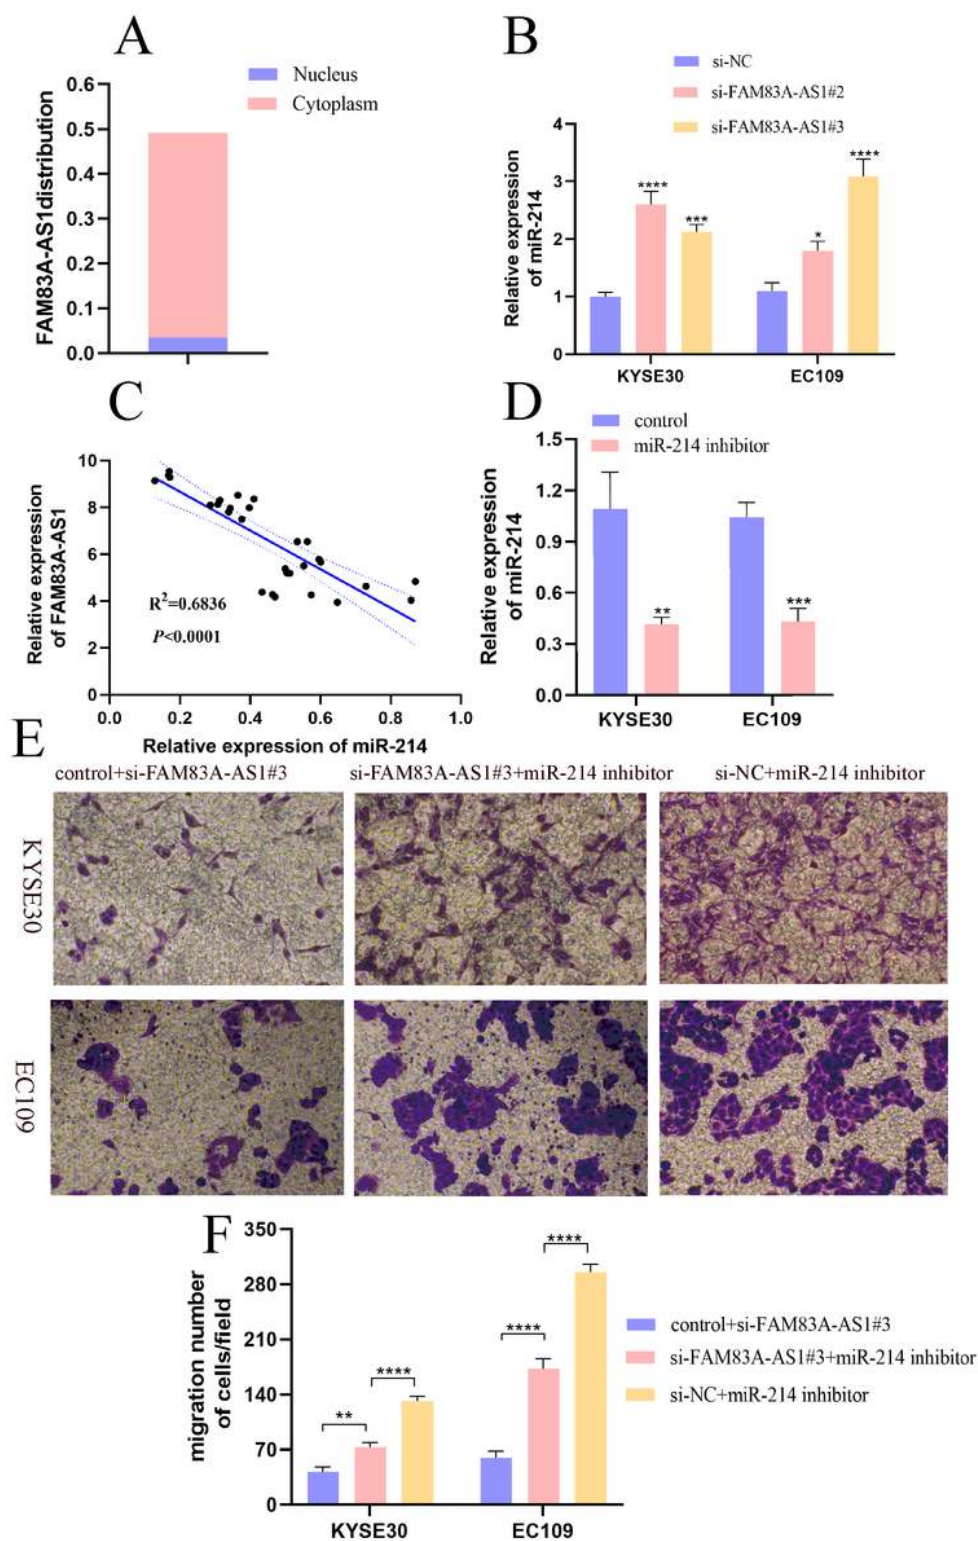 A
Nucleus
Cytoplasm
FAM83A-AS1distribution
0.6
0.5
0.4
0.3
0.2
0.1
0.0
B
si-NC
si-FAM83A-AS1#2
si-FAM83A-AS1#3
Relative expression
of miR-214
4
3
2
1
0
****
***
*
****
KYSE30
EC109
C
Relative expression
of FAM83A-AS1
10
8
6
4
2
0
R²=0.6836
P<0.0001
0.0
0.2
0.4
0.6
0.8
1.0
Relative expression of miR-214
D
control
miR-214 inhibitor
Relative expression
of miR-214
1.5
1.2
0.9
0.6
0.3
0.0
**
***
KYSE30
EC109
E
control+si-FAM83A-AS1#3
si-FAM83A-AS1#3+miR-214 inhibitor
si-NC+miR-214 inhibitor
KYSE30
EC109
F
migration number
of cells/field
350
280
210
140
70
0
**
****
****
****
KYSE30
EC109
control+si-FAM83A-AS1#3
si-FAM83A-AS1#3+miR-214 inhibitor
si-NC+miR-214 inhibitor